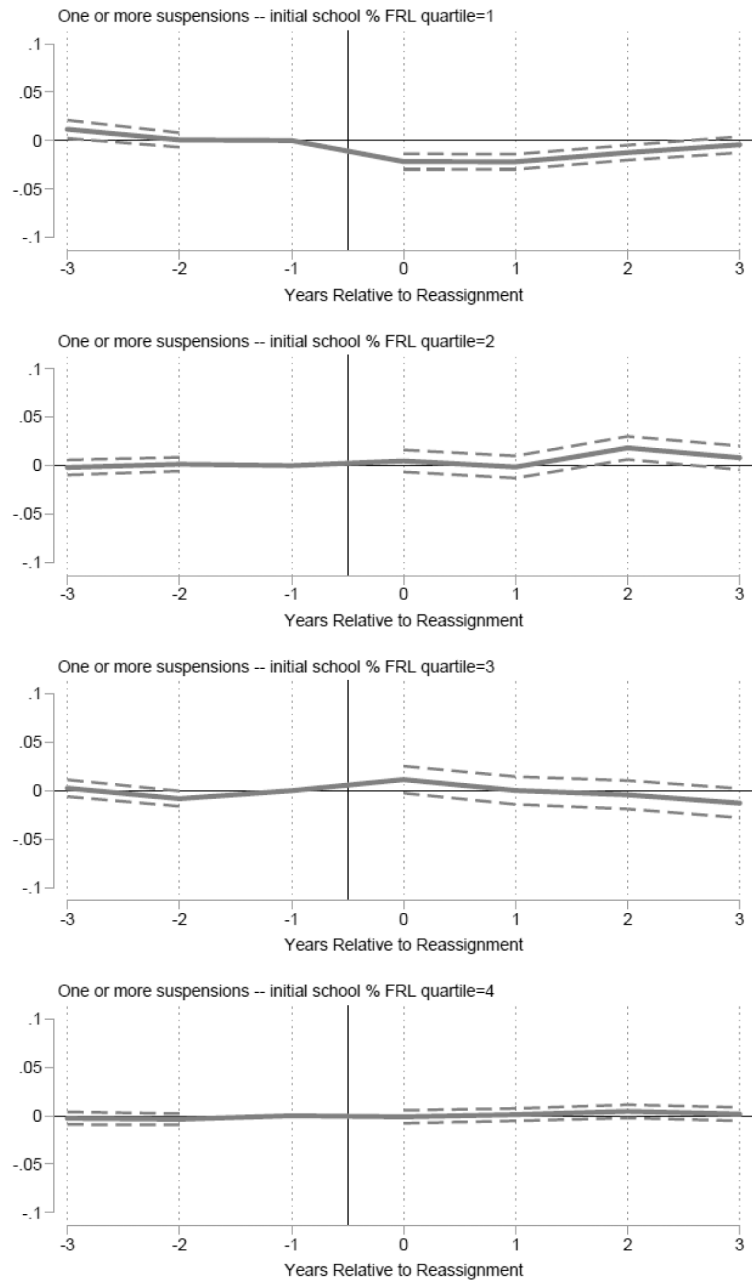 One or more suspensions -- initial school % FRL quartile=1
.1
.05
0
-.05
-.1
-3 -2 -1 0 1 2 3
Years Relative to Reassignment
One or more suspensions -- initial school % FRL quartile=2
.1
.05
0
-.05
-.1
-3 -2 -1 0 1 2 3
Years Relative to Reassignment
One or more suspensions -- initial school % FRL quartile=3
.1
.05
0
-.05
-.1
-3 -2 -1 0 1 2 3
Years Relative to Reassignment
One or more suspensions -- initial school % FRL quartile=4
.1
.05
0
-.05
-.1
-3 -2 -1 0 1 2 3
Years Relative to Reassignment